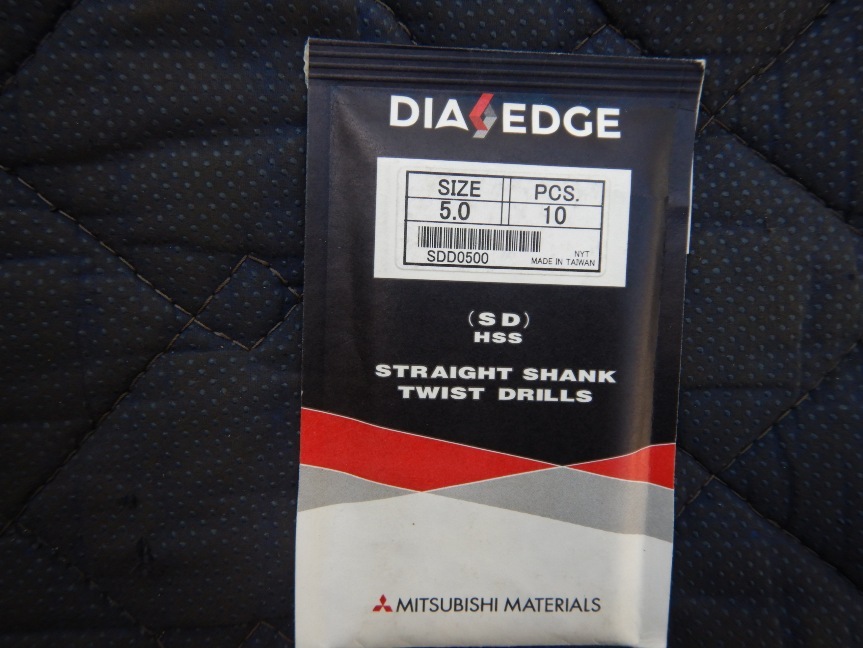 DIAEDGE
SIZE PCS.
5.0 10
SDD0500
NYT
MADE IN TAIWAN
(SD)
HSS
STRAIGHT SHANK
TWIST DRILLS
MITSUBISHI MATERIALS